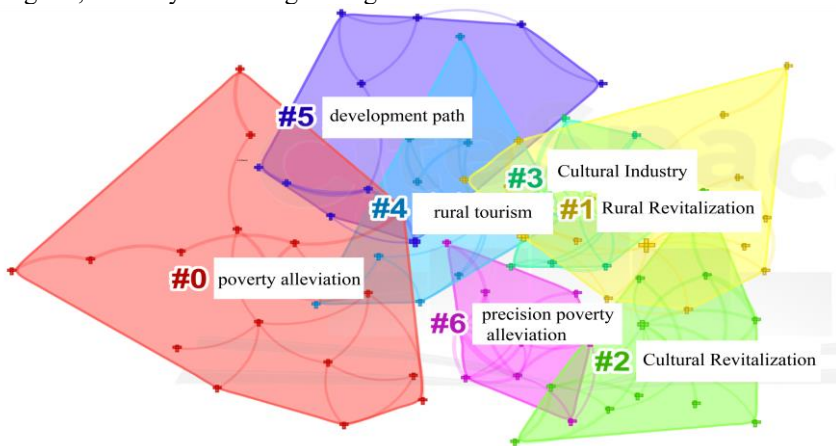 #5 development path
#3 Cultural Industry
#4 rural tourism
#1 Rural Revitalization
#0 poverty alleviation
#6 precision poverty
alleviation
#2 Cultural Revitalization